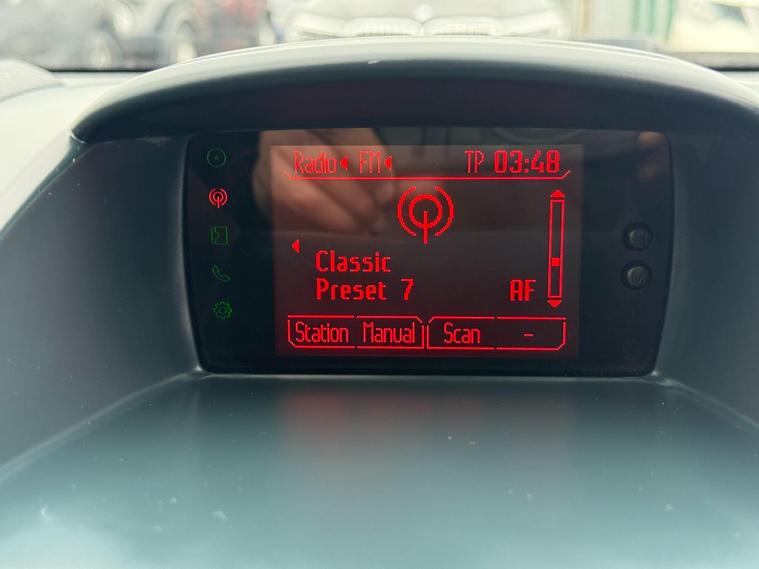 Radio FM TP 03:48
Classic
Preset 7 AF
Station Manual Scan -